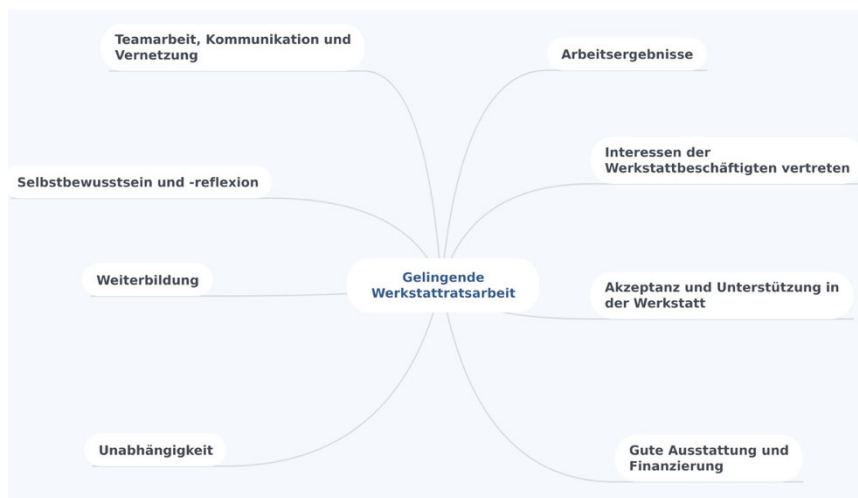 Teamarbeit, Kommunikation und
Vernetzung
Arbeitsergebnisse
Interessen der
Werkstattbeschäftigten vertreten
Selbstbewusstsein und -reflexion
Weiterbildung
Gelingende
Werkstattratsarbeit
Akzeptanz und Unterstützung in
der Werkstatt
Unabhängigkeit
Gute Ausstattung und
Finanzierung